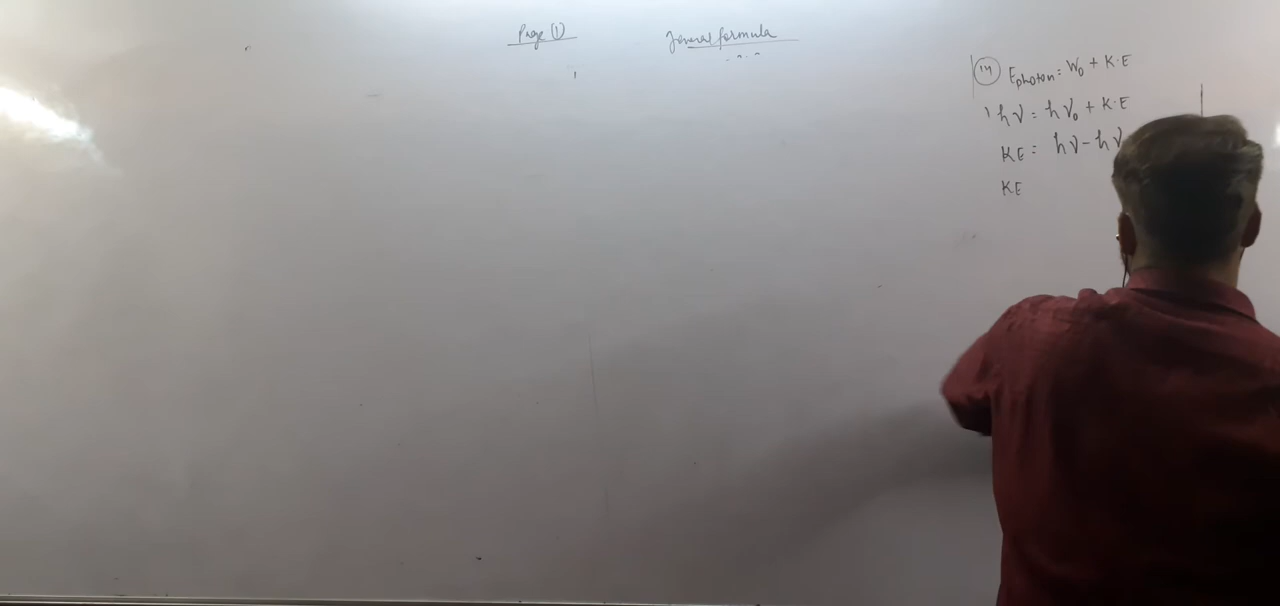 Page (1)
General formula
(14) Ephoton = W₀ + K.E
hν = hν₀ + K.E
KE = hν - hν
KE